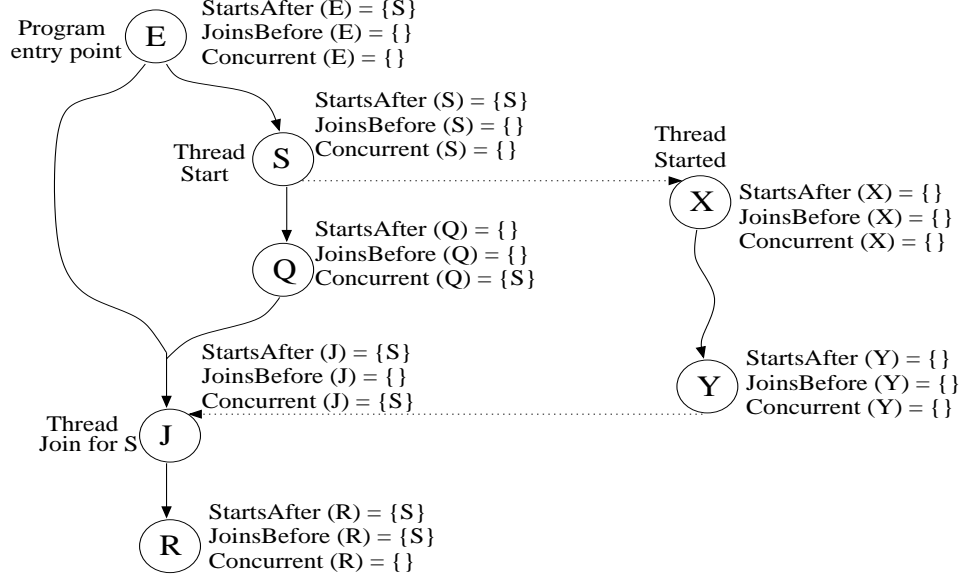 Program
entry point
E
StartsAfter (E) = {S}
JoinsBefore (E) = { }
Concurrent (E) = { }
Thread
Start
S
StartsAfter (S) = {S}
JoinsBefore (S) = { }
Concurrent (S) = { }
Thread
Started
X
StartsAfter (X) = { }
JoinsBefore (X) = { }
Concurrent (X) = { }
Q
StartsAfter (Q) = { }
JoinsBefore (Q) = { }
Concurrent (Q) = {S}
StartsAfter (J) = {S}
JoinsBefore (J) = { }
Concurrent (J) = {S}
Y
StartsAfter (Y) = { }
JoinsBefore (Y) = { }
Concurrent (Y) = { }
Thread
Join for S
J
R
StartsAfter (R) = {S}
JoinsBefore (R) = {S}
Concurrent (R) = { }